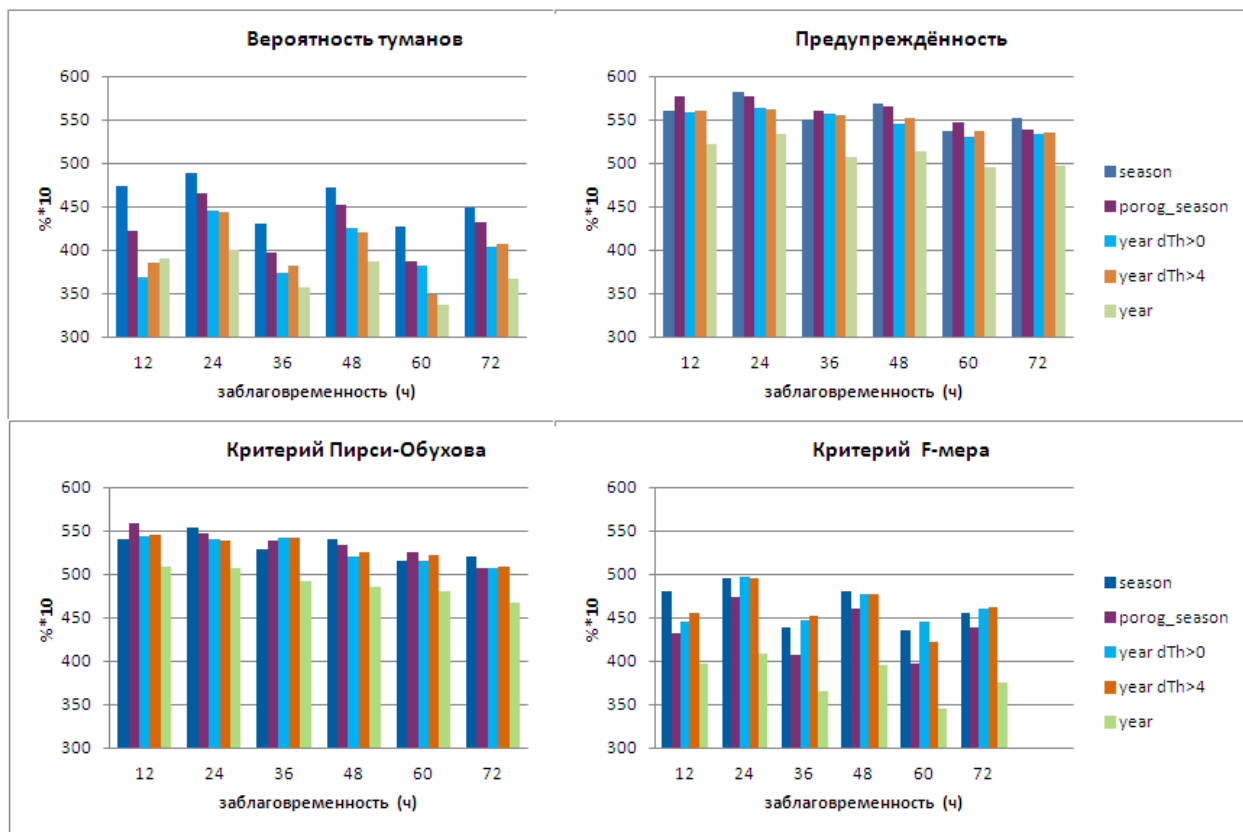 Вероятность туманов
600
550
500
450
400
350
300
%*10
12 24 36 48 60 72
заблаговременность (ч)
Предупреждённость
600
550
500
450
400
350
300
%*10
12 24 36 48 60 72
заблаговременность (ч)
season
porog_season
year dTh>0
year dTh>4
year
Критерий Пирси-Обухова
600
550
500
450
400
350
300
%*10
12 24 36 48 60 72
заблаговременность (ч)
Критерий F-мера
600
550
500
450
400
350
300
%*10
12 24 36 48 60 72
заблаговременность (ч)
season
porog_season
year dTh>0
year dTh>4
year